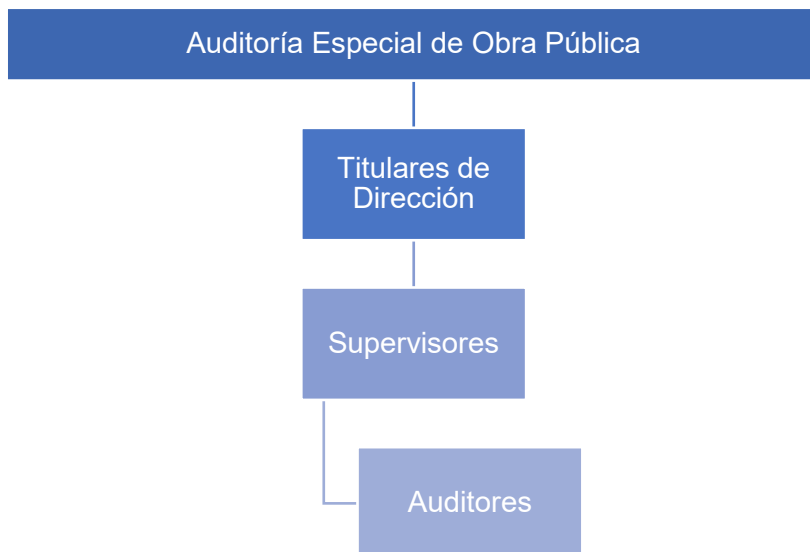 Auditoría Especial de Obra Pública
Titulares de
Dirección
Supervisores
Auditores